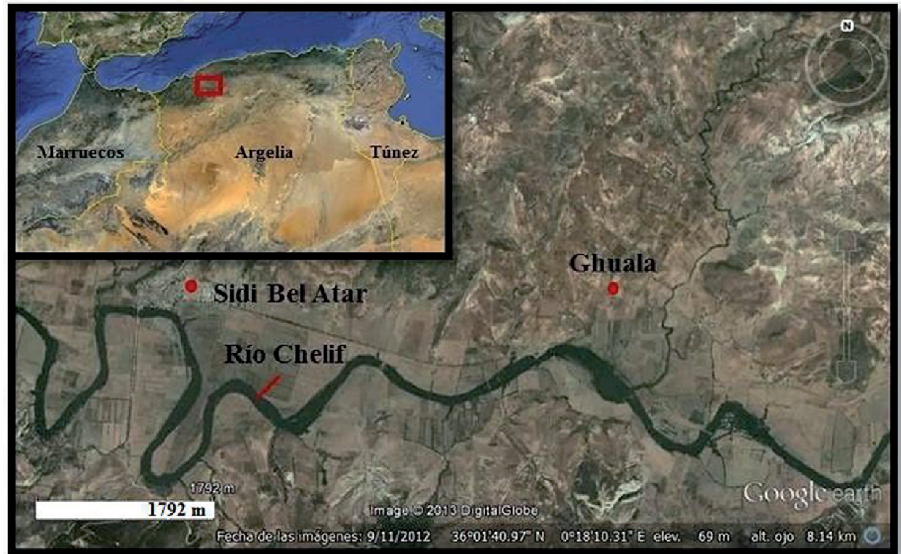 Marruecos
Argelia
Túnez
N
Ghuala
Sidi Bel Atar
Río Chelif
1792 m
1792 m
Google earth
Image © 2013 DigitalGlobe
Fecha de las imágenes: 9/11/2012 36°01'40.97" N 0°18'10.31" E elev. 69 m alt. ojo 8.14 km